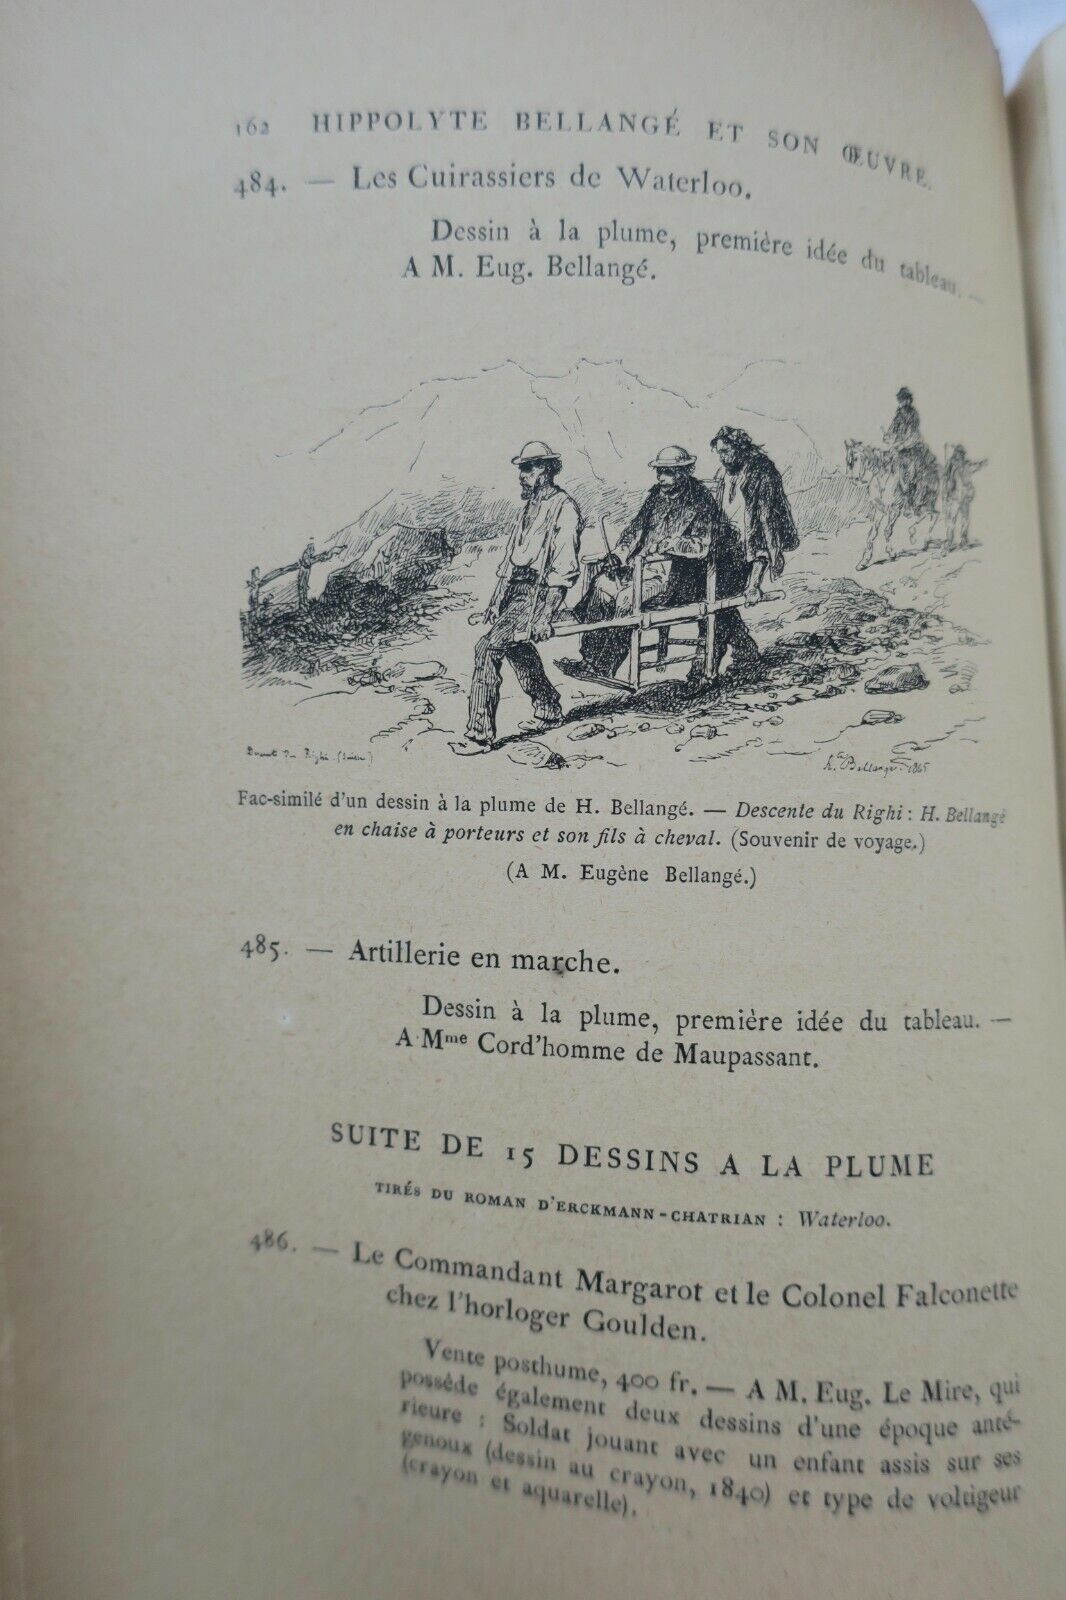 162 HIPPOLYTE BELLANGÉ ET SON ŒUVRE.
484. — Les Cuirassiers de Waterloo.
Dessin à la plume, première idée du tableau. —
A M. Eug. Bellangé.
h.te Bellangé 1865
Fac-similé d'un dessin à la plume de H. Bellangé. — Descente du Righi : H. Bellangé
en chaise à porteurs et son fils à cheval. (Souvenir de voyage.)
(A M. Eugène Bellangé.)
485. — Artillerie en marche.
Dessin à la plume, première idée du tableau. —
A Mme Cord'homme de Maupassant.
SUITE DE 15 DESSINS A LA PLUME
TIRÉS DU ROMAN D'ERCKMANN-CHATRIAN : Waterloo.
486. — Le Commandant Margarot et le Colonel Falconette
chez l'horloger Goulden.
Vente posthume, 400 fr. — A M. Eug. Le Mire, qui
possède également deux dessins d'une époque anté-
rieure : Soldat jouant avec un enfant assis sur ses
genoux (dessin au crayon, 1840) et type de voltigeur
(crayon et aquarelle).